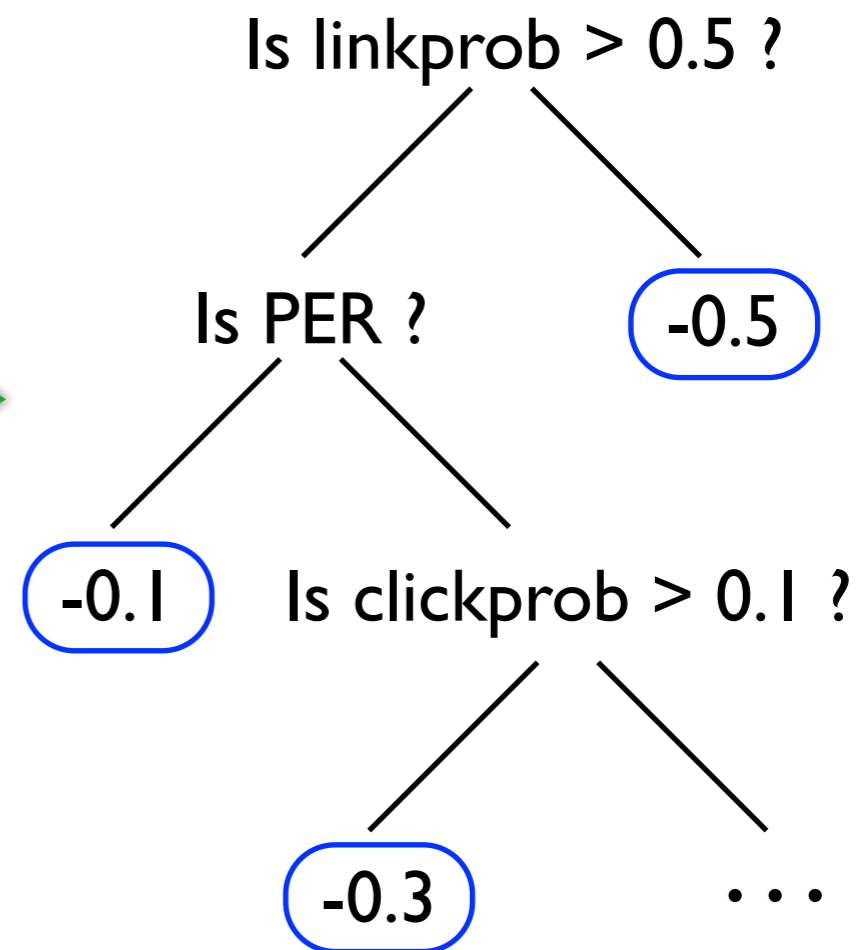 Is linkprob > 0.5 ?
Is PER ?
-0.5
-0.1
Is clickprob > 0.1 ?
-0.3
...